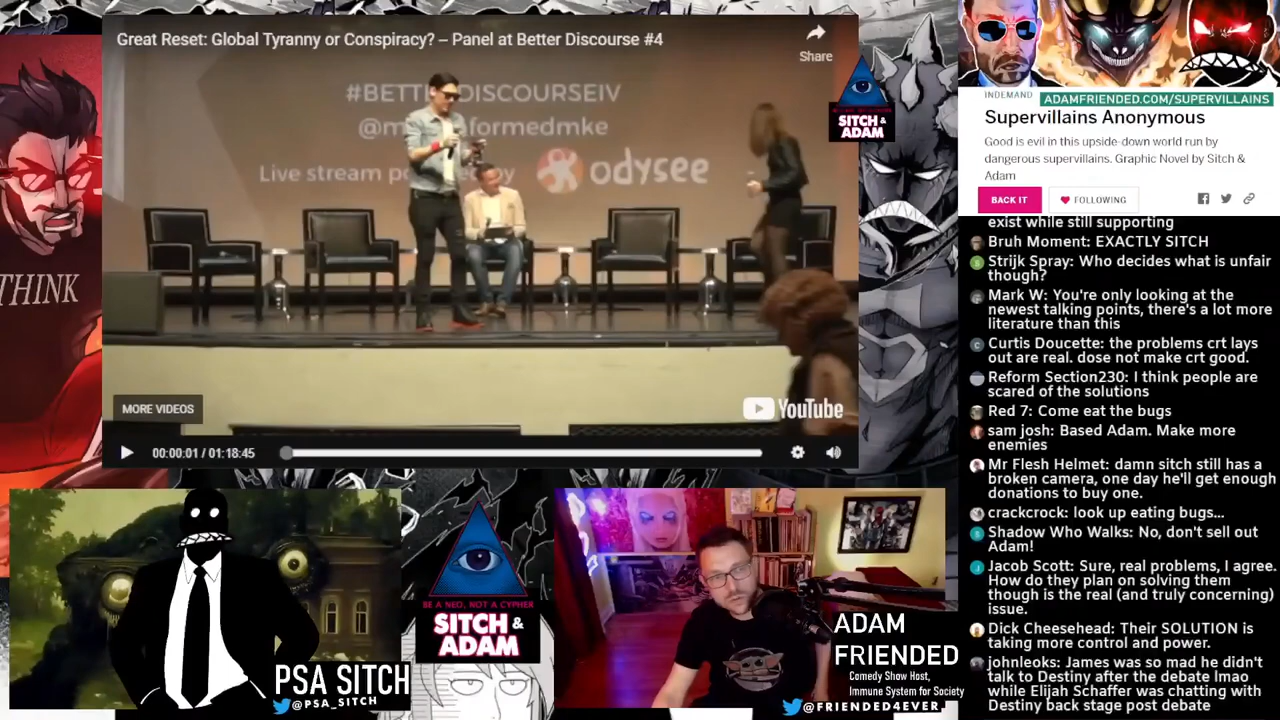 Great Reset: Global Tyranny or Conspiracy? – Panel at Better Discourse #4
Share
DISCOURSEIV
Live stream
by
odysee
SITCH &
ADAM
MORE VIDEOS
YouTube
00:00:01 / 01:18:45
THINK
BE A NEO, NOT A CYPHER
SITCH &
ADAM
PSA SITCH
@PSA_SITCH
ADAM
FRIENDED
Comedy Show Host,
Immune System for Society
@FRIENDED4EVER
INDEMAND
ADAMFRIENDED.COM/SUPERVILLAINS
Supervillains Anonymous
Good is evil in this upside-down world run by
dangerous supervillains. Graphic Novel by Sitch &
Adam
BACK IT
FOLLOWING
exist while still supporting
Bruh Moment: EXACTLY SITCH
Strijk Spray: Who decides what is unfair
though?
Mark W: You're only looking at the
newest talking points, there's a lot more
literature than this
Curtis Doucette: the problems crt lays
out are real. dose not make crt good.
Reform Section230: I think people are
scared of the solutions
Red 7: Come eat the bugs
sam josh: Based Adam. Make more
enemies
Mr Flesh Helmet: damn sitch still has a
broken camera, one day he'll get enough
donations to buy one.
crackcrock: look up eating bugs...
Shadow Who Walks: No, don't sell out
Adam!
Jacob Scott: Sure, real problems, I agree.
How do they plan on solving them
though is the real (and truly concerning)
issue.
Dick Cheesehead: Their SOLUTION is
taking more control and power.
johnleoks: James was so mad he didn't
talk to Destiny after the debate lmao
while Elijah Schaffer was chatting with
Destiny back stage post debate